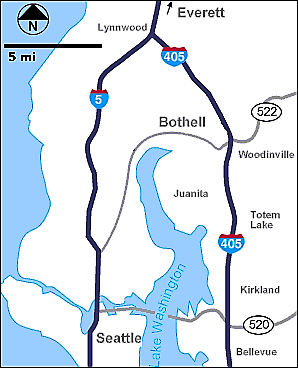 Everett
Lynnwood
N
5 mi
405
5
522
Bothell
Woodinville
Juanita
Totem
Lake
405
Lake Washington
Kirkland
520
Seattle
Bellevue